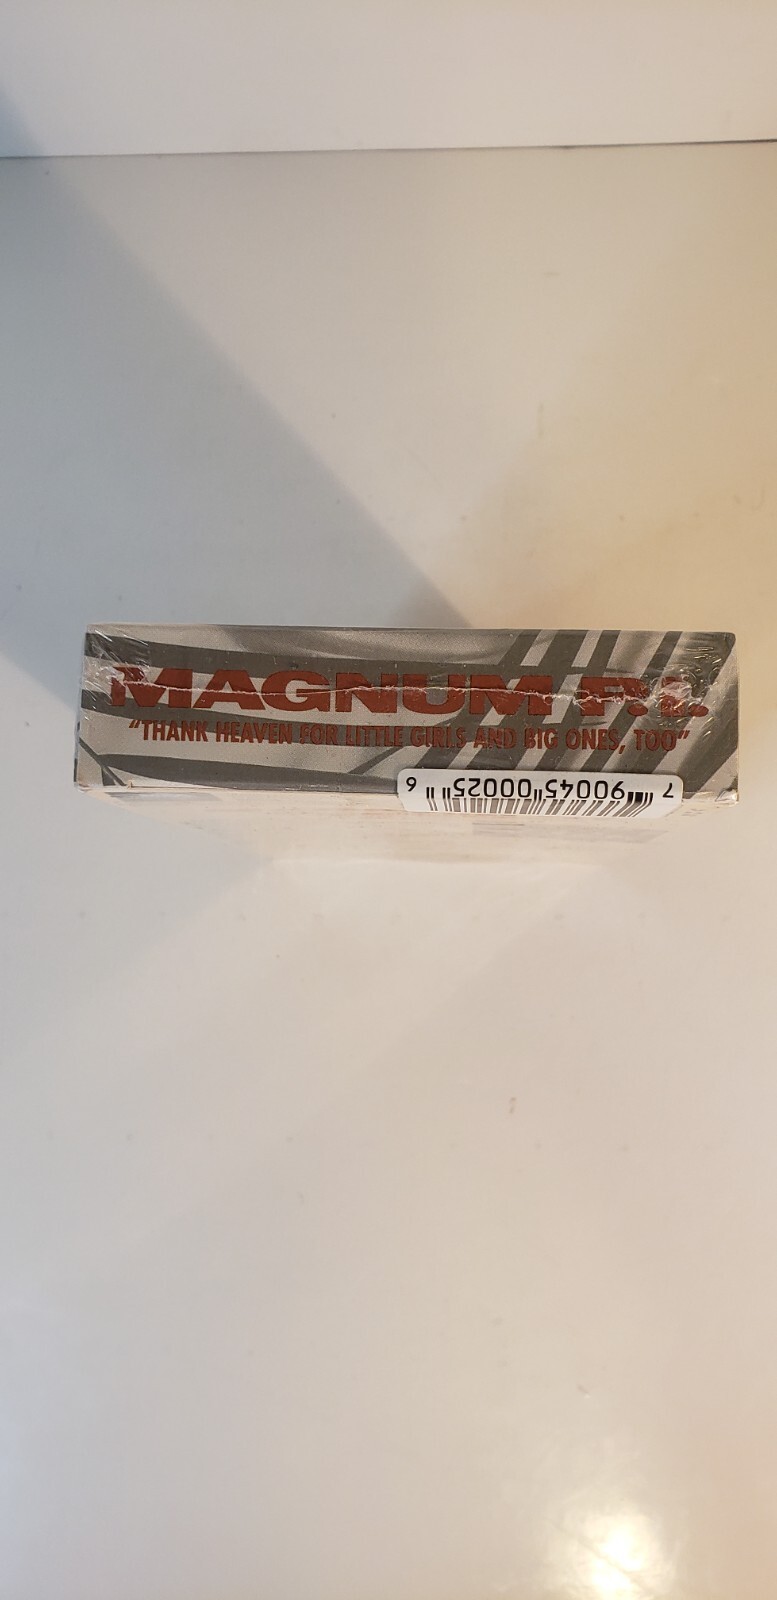 MAGNUM P.I.
"THANK HEAVEN FOR LITTLE GIRLS AND BIG ONES, TOO"
7 90045 00025 6